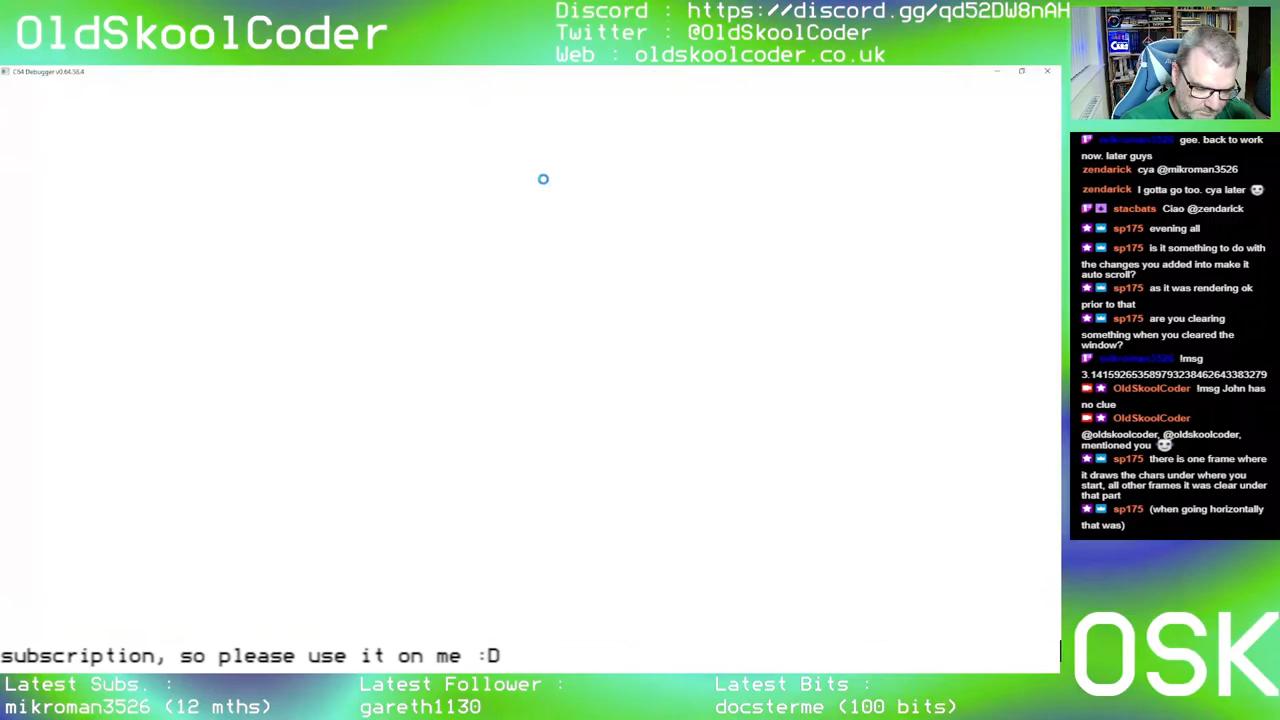 OldSkoolCoder
Discord : https://discord.gg/qd52DW8nAH
Twitter : @OldSkoolCoder
Web : oldskoolcoder.co.uk
C64 Debugger v0.64.58.4
mikroman3526 gee. back to work
now. later guys
zendarick cya @mikroman3526
zendarick I gotta go too. cya later
stacbats Ciao @zendarick
sp175 evening all
sp175 is it something to do with
the changes you added into make it
auto scroll?
sp175 as it was rendering ok
prior to that
sp175 are you clearing
something when you cleared the
window?
mikroman3526 !msg
3.141592653589793238462643383279
OldSkoolCoder !msg John has
no clue
OldSkoolCoder
@oldskoolcoder, @oldskoolcoder,
mentioned you
sp175 there is one frame where
it draws the chars under where you
start, all other frames it was clear under
that part
sp175 (when going horizontally
that was)
subscription, so please use it on me :D
Latest Subs. :
mikroman3526 (12 mths)
Latest Follower :
gareth1130
Latest Bits :
docsterme (100 bits)
OSK